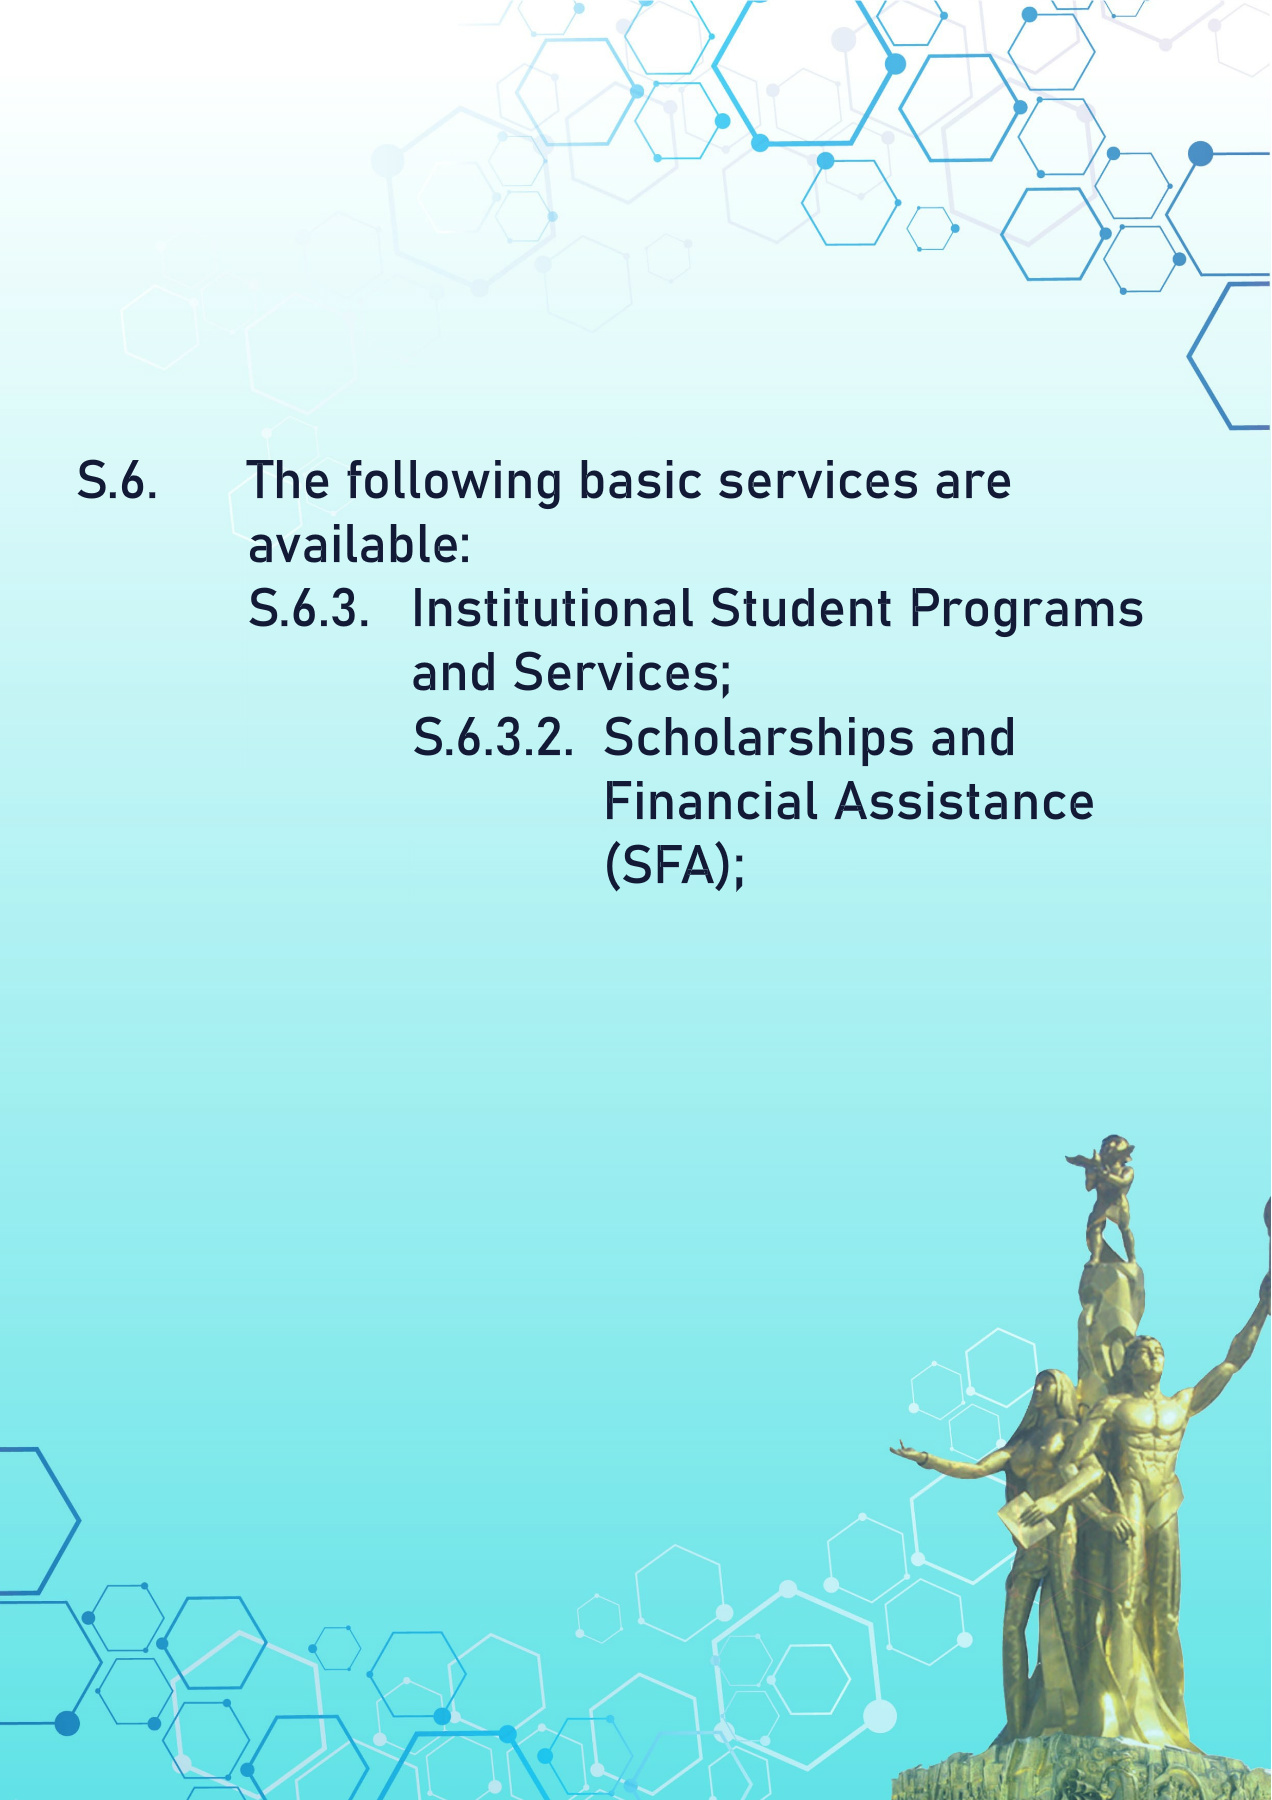 S.6. The following basic services are
available:
S.6.3. Institutional Student Programs
and Services;
S.6.3.2. Scholarships and
Financial Assistance
(SFA);